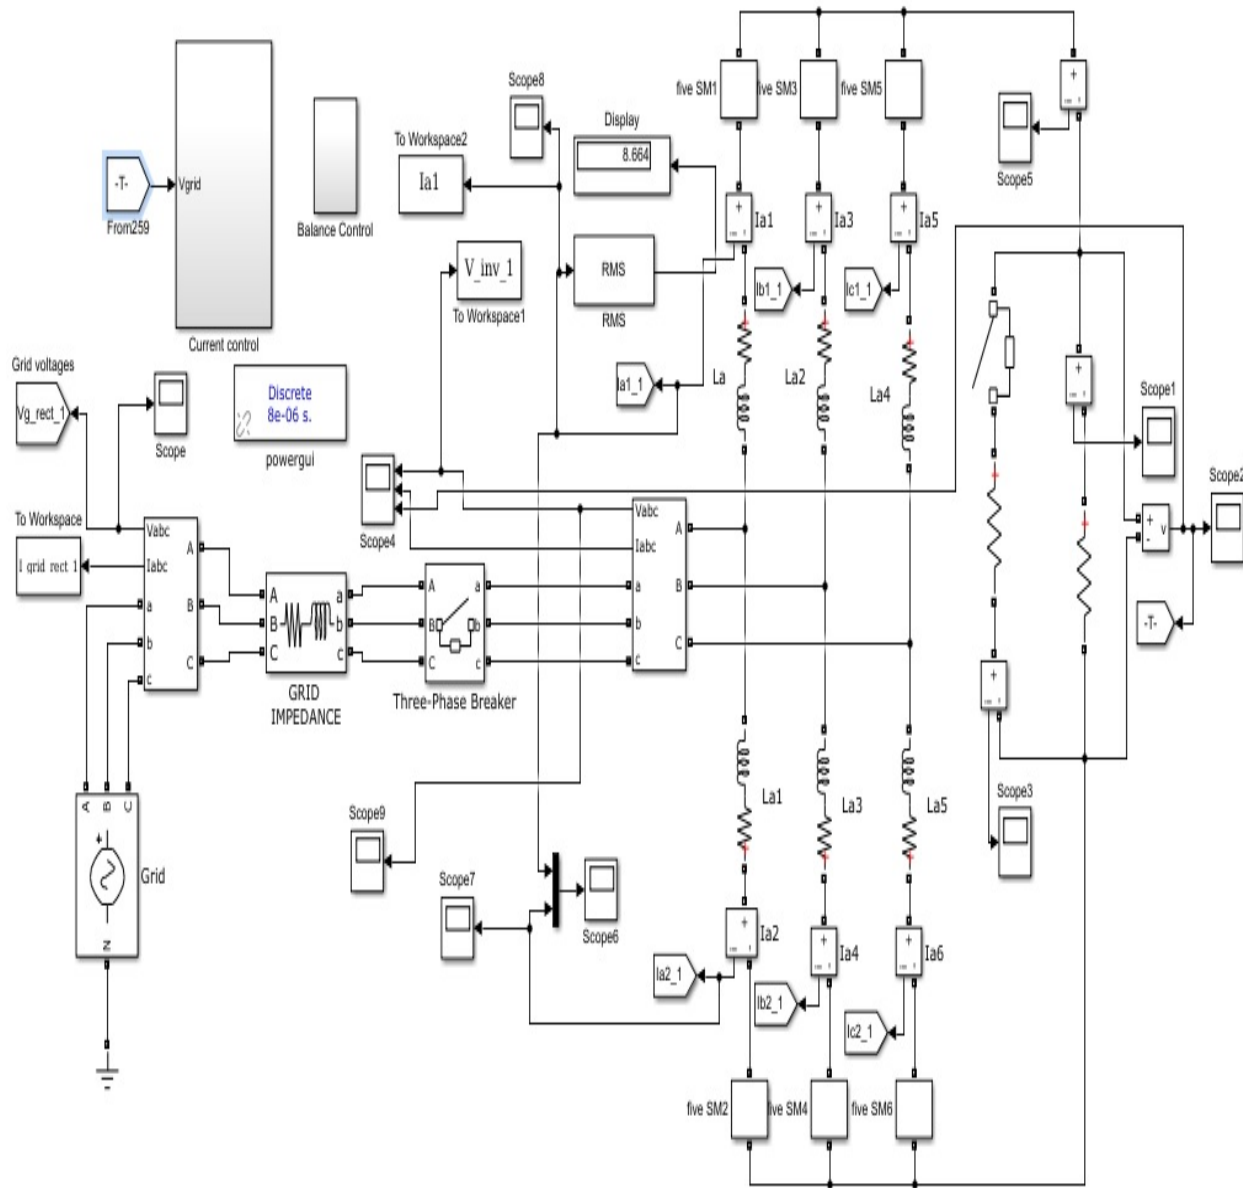 Scope8
five SM1
five SM3
five SM5
Display
8.664
To Workspace2
Ia1
Scope5
-T-
From259
Vgrid
Current control
Balance Control
V_inv_1
To Workspace1
RMS
RMS
Ia1
Ia3
Ia5
Ib1_1
Ic1_1
Grid voltages
Vg_rect_1
Scope
Discrete
8e-06 s.
powergui
Ia1_1
La
La2
La4
Scope1
Scope4
Scope2
v
To Workspace
I grid rect 1
Vabc
Iabc
a
b
c
A
B
C
A
B
C
a
b
c
GRID
IMPEDANCE
A
B
C
a
b
c
Three-Phase Breaker
Vabc
Iabc
a
b
c
A
B
C
-T-
A
B
C
N
Grid
La1
La3
La5
Scope3
Scope9
Scope7
Scope6
Ia2
Ia4
Ia6
Ia2_1
Ib2_1
Ic2_1
five SM2
five SM4
five SM6